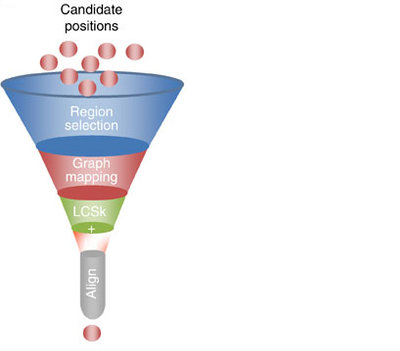 Candidate
positions
Region
selection
Graph
mapping
LCSk
+
Align